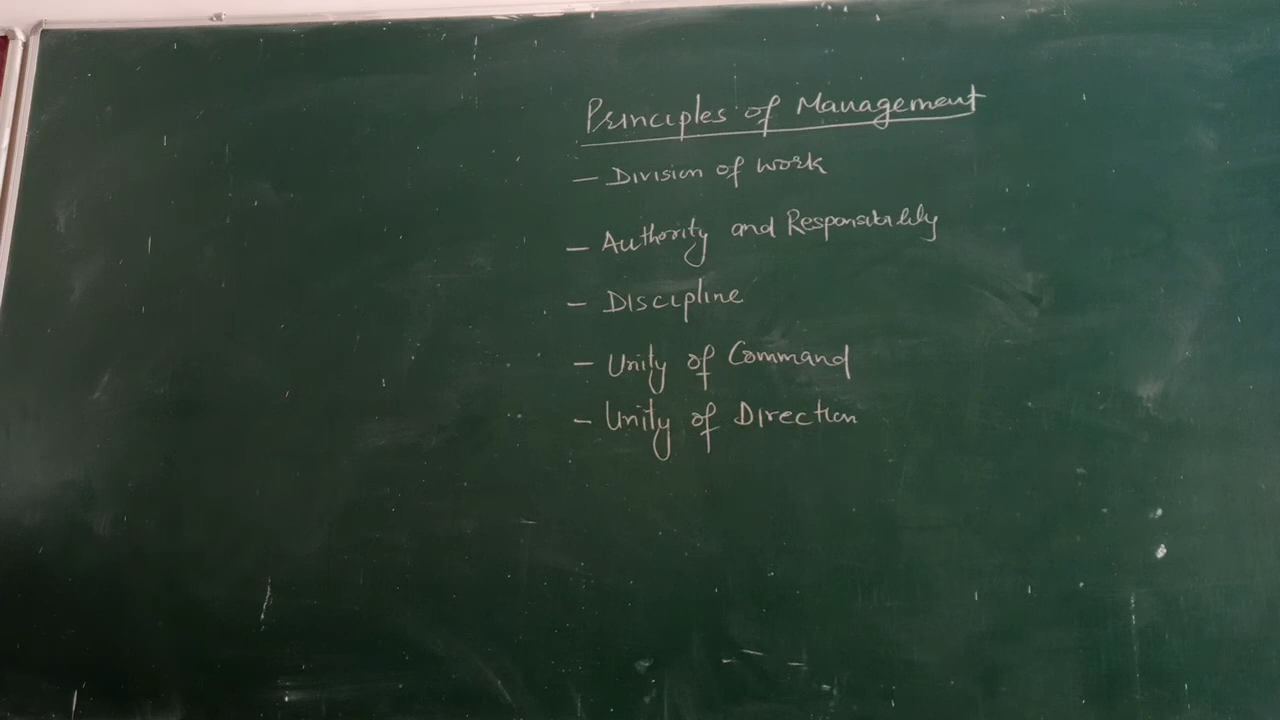 Principles of Management
– Division of work
– Authority and Responsibility
– Discipline
– Unity of Command
– Unity of Direction